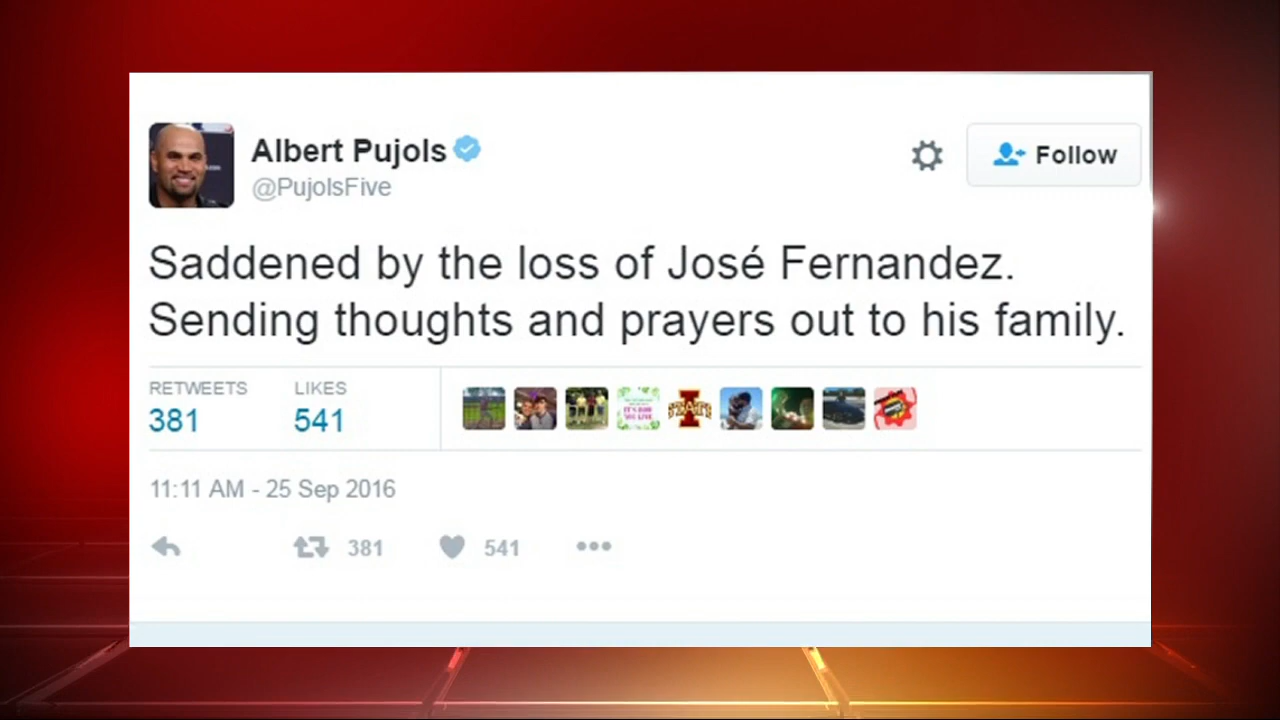 Albert Pujols
@PujolsFive
Follow
Saddened by the loss of José Fernandez.
Sending thoughts and prayers out to his family.
RETWEETS LIKES
381 541
STATE
11:11 AM - 25 Sep 2016
381 541